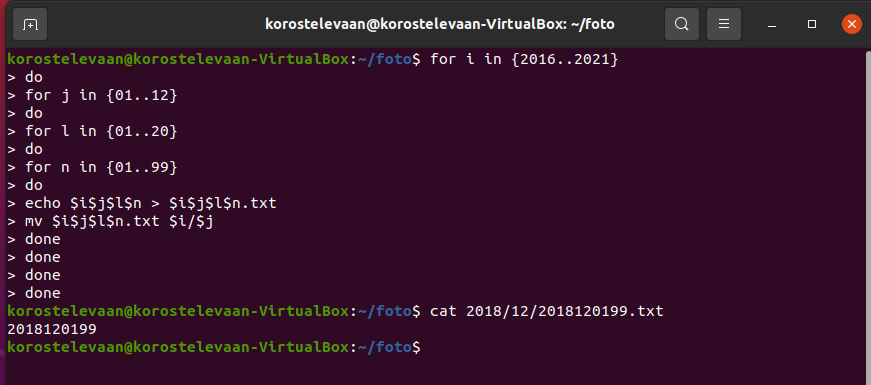 korostelevaan@korostelevaan-VirtualBox: ~/foto
korostelevaan@korostelevaan-VirtualBox:~/foto$ for i in {2016..2021}
> do
> for j in {01..12}
> do
> for l in {01..20}
> do
> for n in {01..99}
> do
> echo $i$j$l$n > $i$j$l$n.txt
> mv $i$j$l$n.txt $i/$j
> done
> done
> done
> done
korostelevaan@korostelevaan-VirtualBox:~/foto$ cat 2018/12/2018120199.txt
2018120199
korostelevaan@korostelevaan-VirtualBox:~/foto$